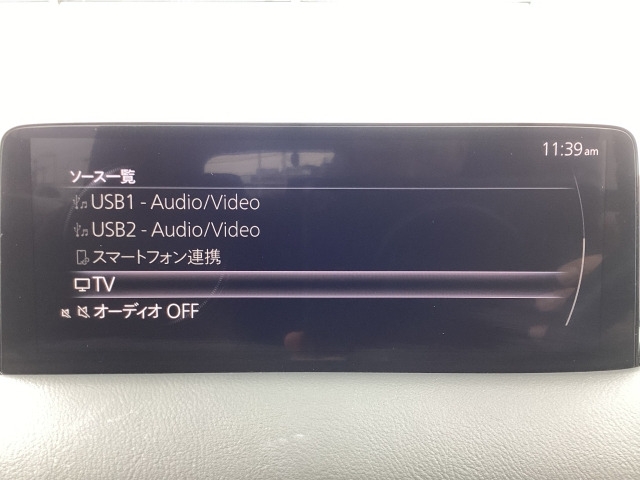 11:39am
ソース一覧
USB1 - Audio/Video
USB2 - Audio/Video
スマートフォン連携
TV
オーディオ OFF